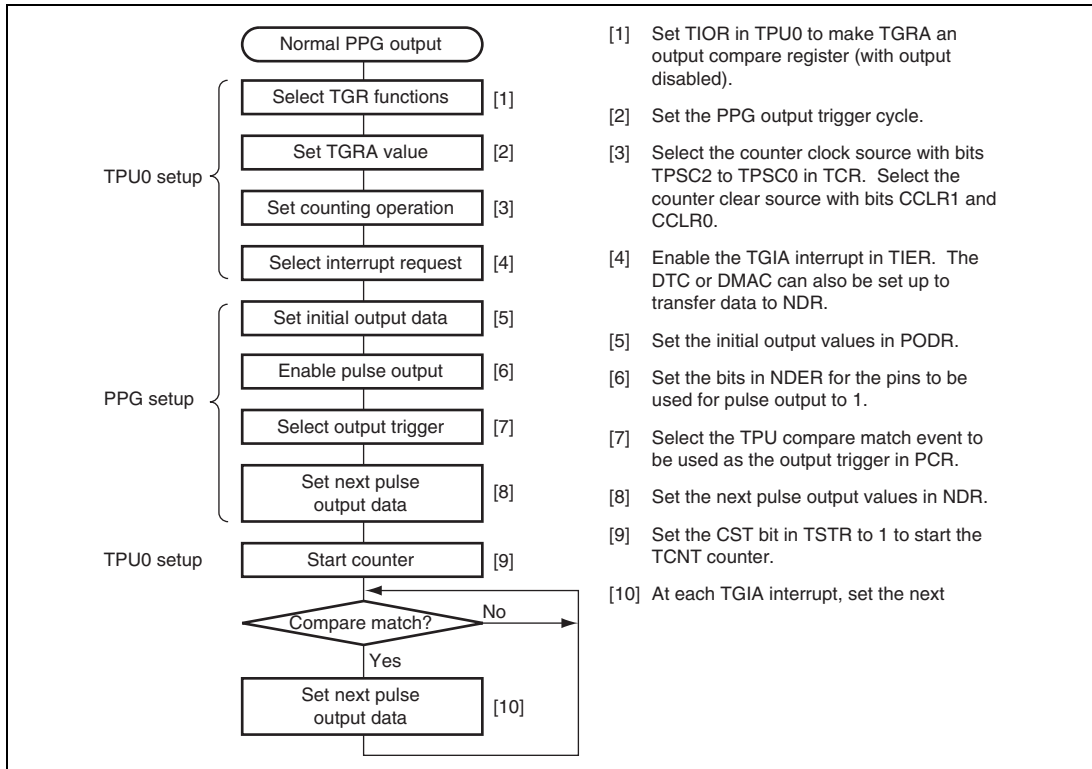 Normal PPG output
Select TGR functions [1]
Set TGRA value [2]
TPU0 setup
Set counting operation [3]
Select interrupt request [4]
Set initial output data [5]
Enable pulse output [6]
PPG setup
Select output trigger [7]
Set next pulse
output data
[8]
TPU0 setup
Start counter [9]
Compare match?
No
Yes
Set next pulse
output data
[10]
[1] Set TIOR in TPU0 to make TGRA an
output compare register (with output
disabled).
[2] Set the PPG output trigger cycle.
[3] Select the counter clock source with bits
TPSC2 to TPSC0 in TCR. Select the
counter clear source with bits CCLR1 and
CCLR0.
[4] Enable the TGIA interrupt in TIER. The
DTC or DMAC can also be set up to
transfer data to NDR.
[5] Set the initial output values in PODR.
[6] Set the bits in NDER for the pins to be
used for pulse output to 1.
[7] Select the TPU compare match event to
be used as the output trigger in PCR.
[8] Set the next pulse output values in NDR.
[9] Set the CST bit in TSTR to 1 to start the
TCNT counter.
[10] At each TGIA interrupt, set the next